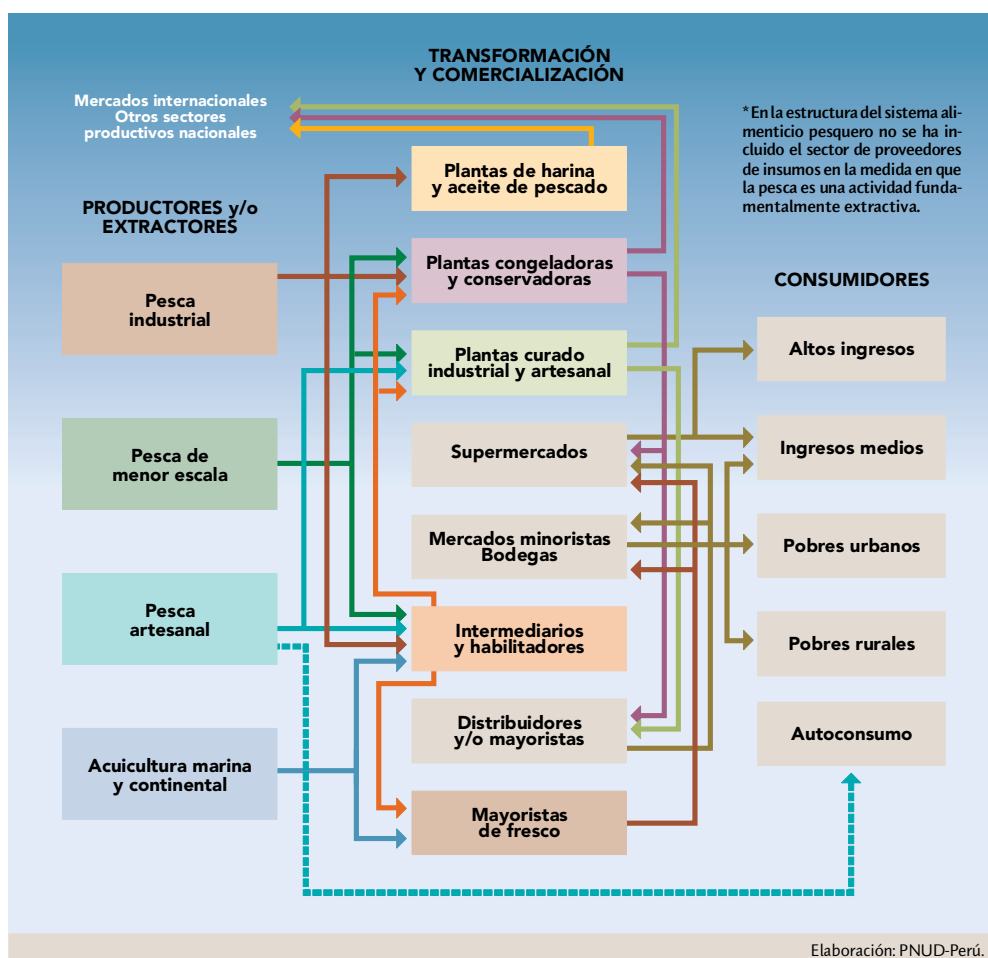 TRANSFORMACIÓN
Y COMERCIALIZACIÓN
Mercados internacionales
Otros sectores
productivos nacionales
*En la estructura del sistema ali-
menticio pesquero no se ha in-
cluido el sector de proveedores
de insumos en la medida en que
la pesca es una actividad funda-
mentalmente extractiva.
PRODUCTORES y/o
EXTRACTORES
Pesca
industrial
Pesca de
menor escala
Pesca
artesanal
Acuicultura marina
y continental
Plantas de harina
y aceite de pescado
Plantas congeladoras
y conservadoras
Plantas curado
industrial y artesanal
Supermercados
Mercados minoristas
Bodegas
Intermediarios
y habilitadores
Distribuidores
y/o mayoristas
Mayoristas
de fresco
CONSUMIDORES
Altos ingresos
Ingresos medios
Pobres urbanos
Pobres rurales
Autoconsumo
Elaboración: PNUD-Perú.